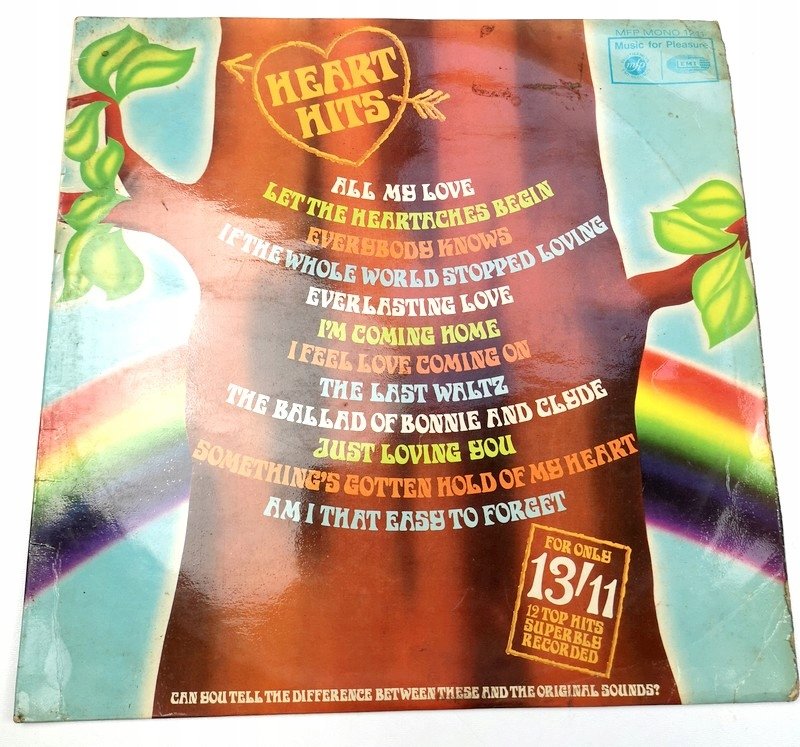 MFP MONO
Music for Pleasure
mfp
EMI
HEART
HITS
ALL MY LOVE
LET THE HEARTACHES BEGIN
EVERYBODY KNOWS
IF THE WHOLE WORLD STOPPED LOVING
EVERLASTING LOVE
I'M COMING HOME
I FEEL LOVE COMING ON
THE LAST WALTZ
THE BALLAD OF BONNIE AND CLYDE
JUST LOVING YOU
SOMETHING'S GOTTEN HOLD OF MY HEART
AM I THAT EASY TO FORGET
FOR ONLY
13/11
12 TOP HITS
SUPERBLY
RECORDED
CAN YOU TELL THE DIFFERENCE BETWEEN THESE AND THE ORIGINAL SOUNDS?